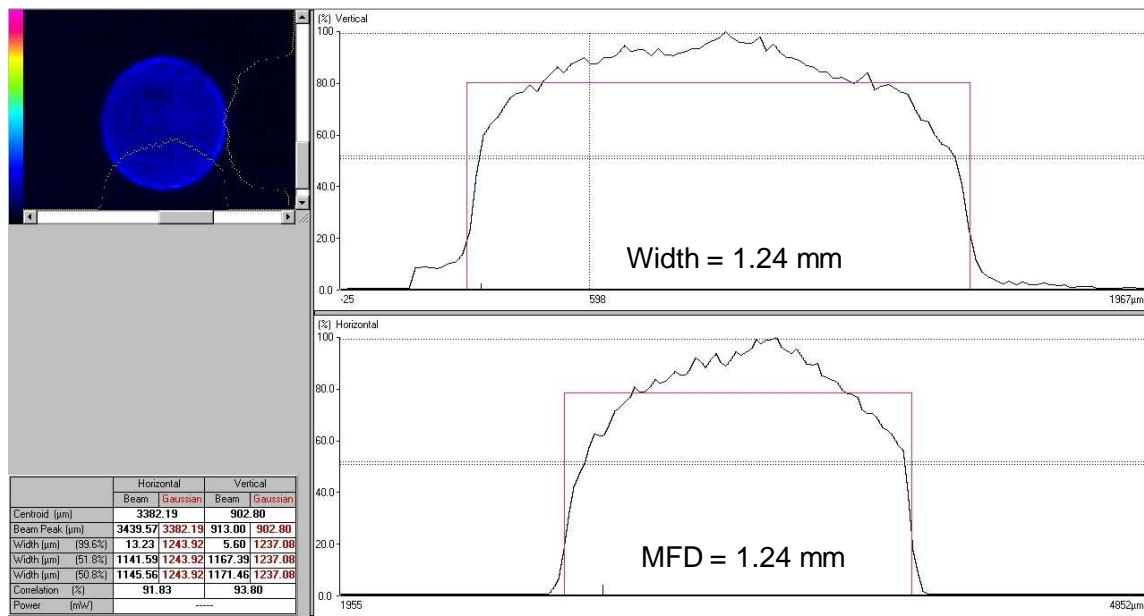 (%) Vertical
100
80.0
60.0
40.0
20.0
0.0
-25 598 1967µm
Width = 1.24 mm
(%) Horizontal
100
80.0
60.0
40.0
20.0
0.0
1955 4852µm
MFD = 1.24 mm
Horizontal Vertical
Beam Gaussian Beam Gaussian
Centroid (µm) 3382.19 902.80
Beam Peak (µm) 3439.57 3382.19 913.00 902.80
Width (µm) (99.6%) 13.23 1243.92 5.60 1237.08
Width (µm) (51.8%) 1141.59 1243.92 1167.39 1237.08
Width (µm) (50.8%) 1145.56 1243.92 1171.46 1237.08
Correlation (%) 91.83 93.80
Power (mW) -----